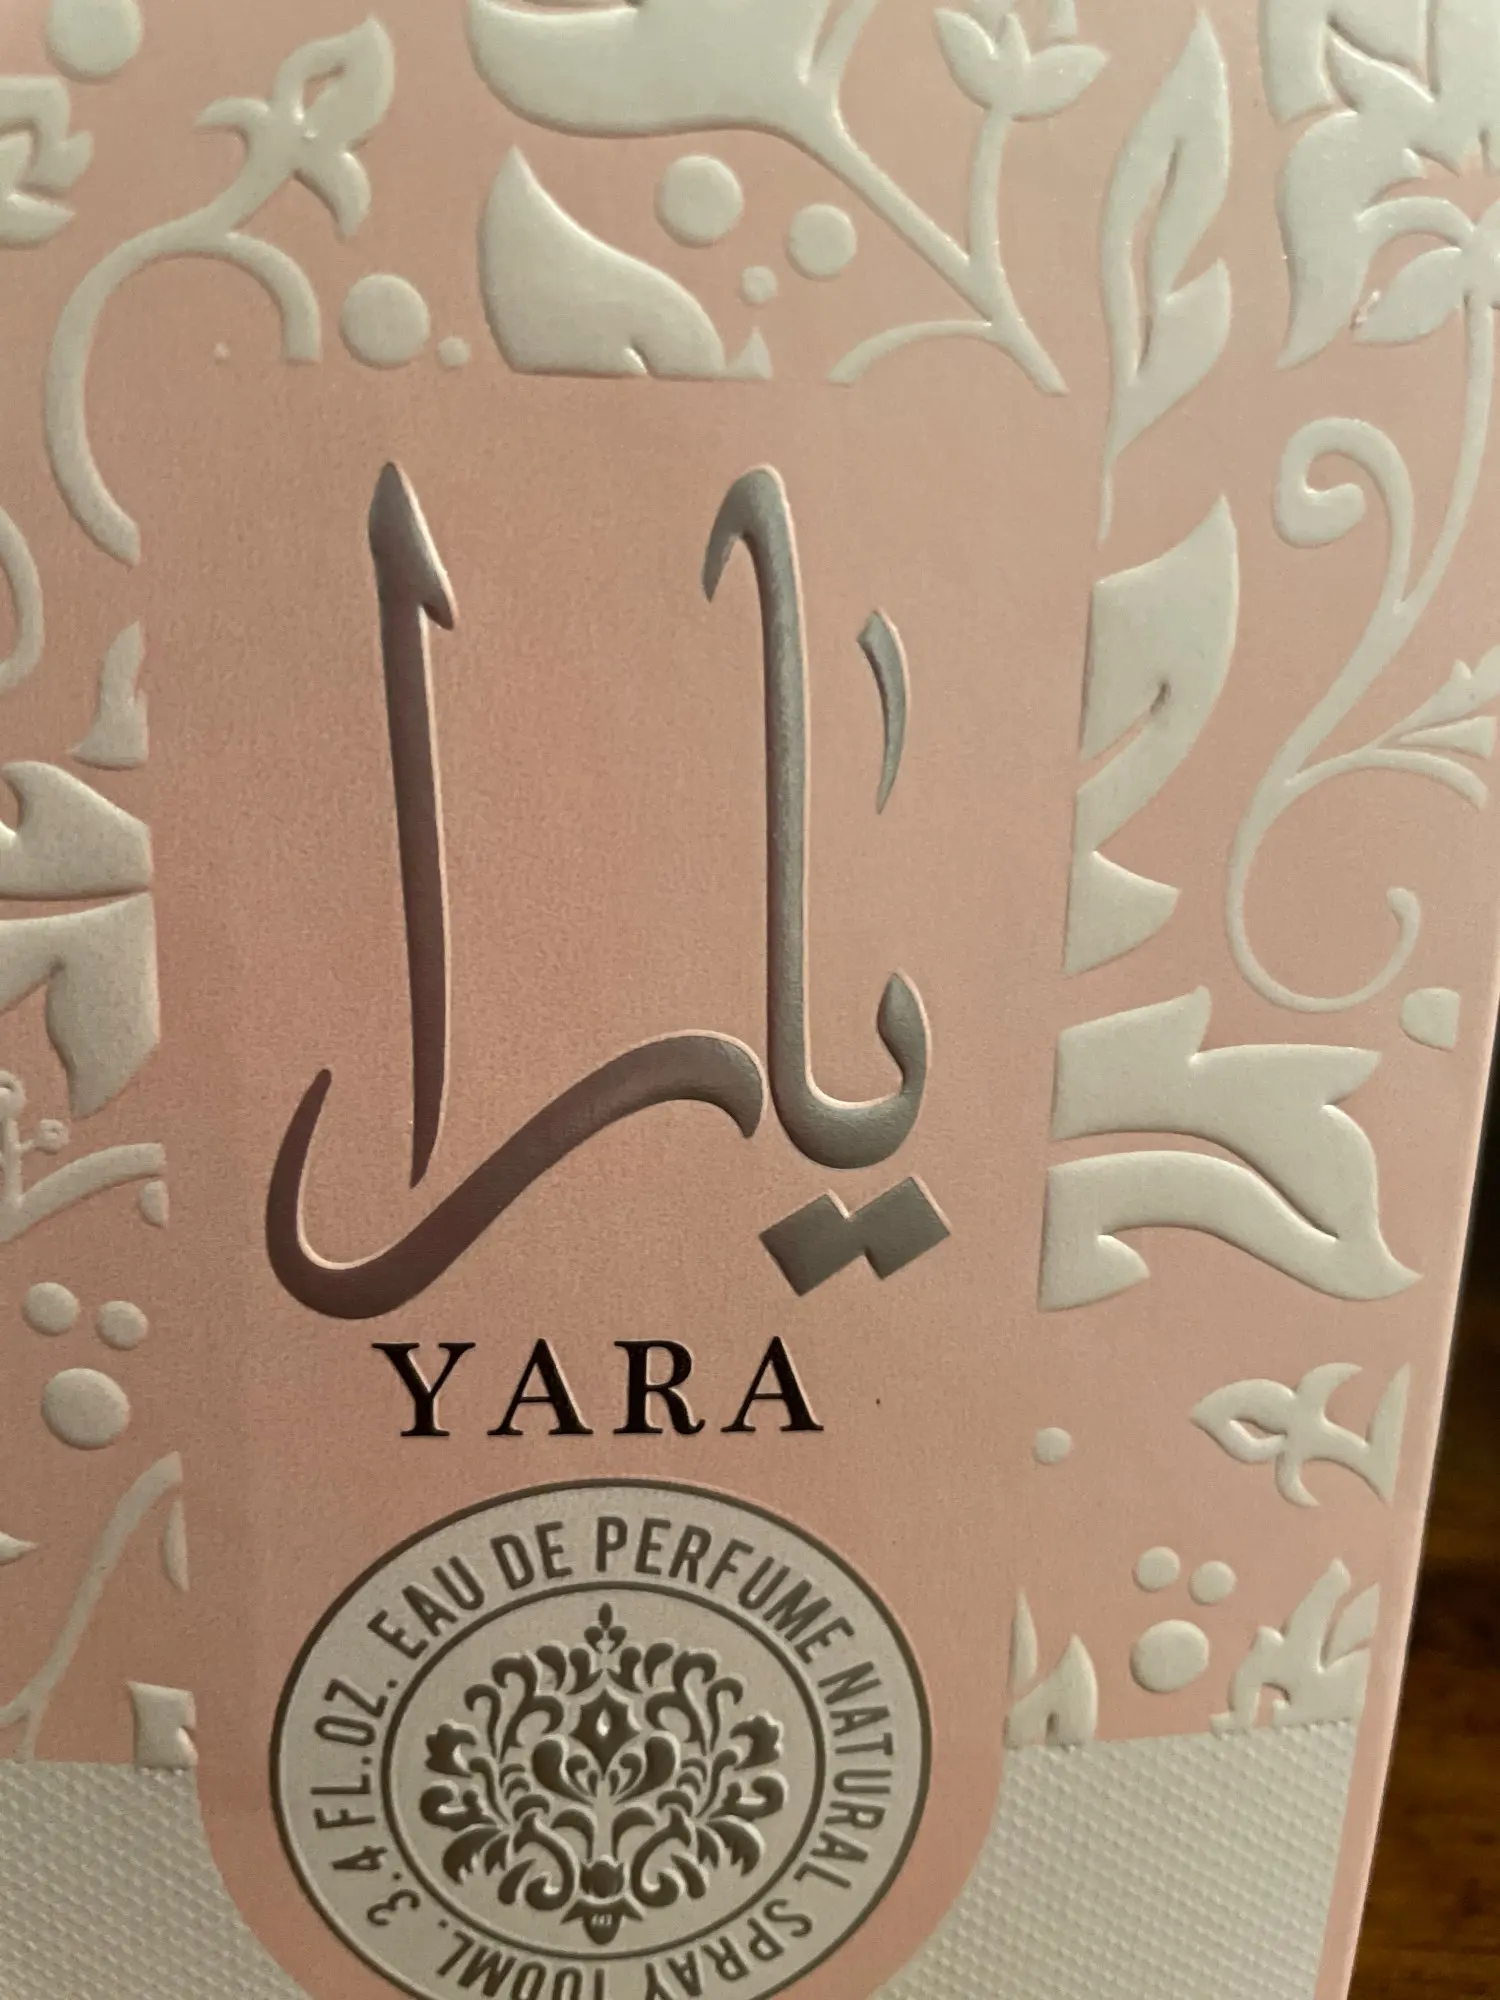 يارا
YARA
EAU DE PERFUME NATURAL SPRAY 100ML. 3.4 FL.OZ.